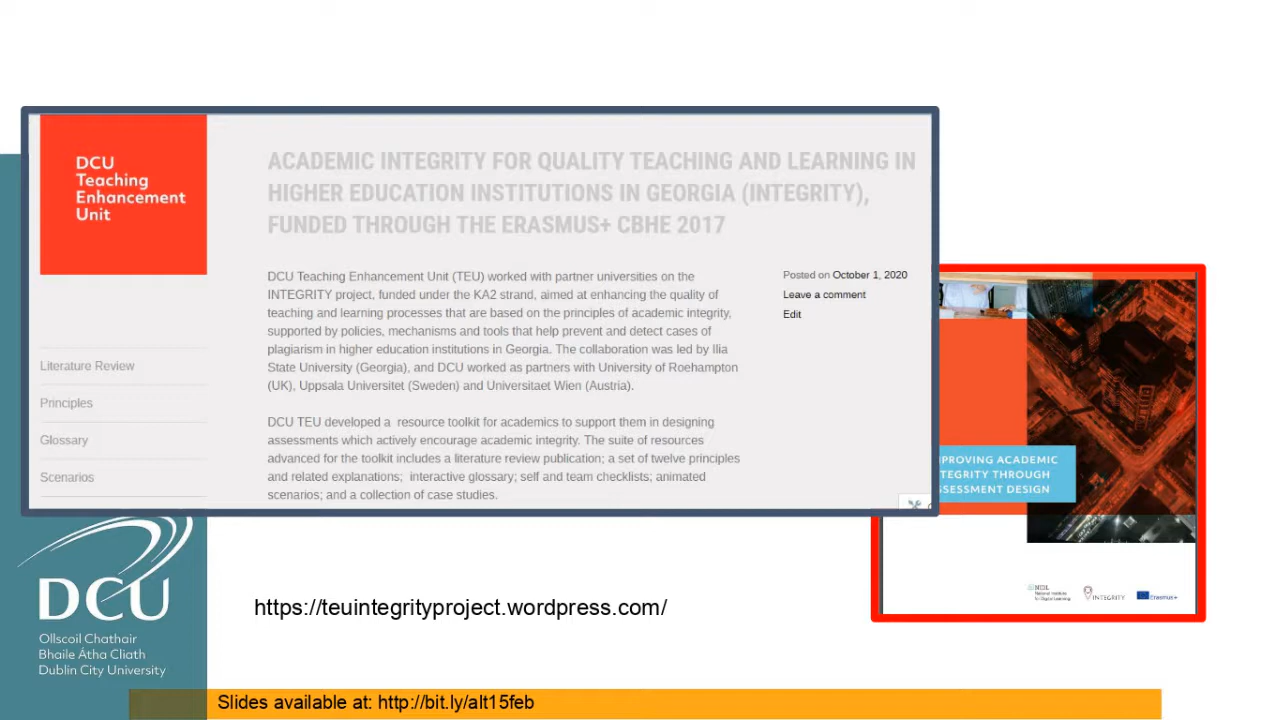 DCU
Teaching
Enhancement
Unit
ACADEMIC INTEGRITY FOR QUALITY TEACHING AND LEARNING IN
HIGHER EDUCATION INSTITUTIONS IN GEORGIA (INTEGRITY),
FUNDED THROUGH THE ERASMUS+ CBHE 2017
DCU Teaching Enhancement Unit (TEU) worked with partner universities on the
INTEGRITY project, funded under the KA2 strand, aimed at enhancing the quality of
teaching and learning processes that are based on the principles of academic integrity,
supported by policies, mechanisms and tools that help prevent and detect cases of
plagiarism in higher education institutions in Georgia. The collaboration was led by Ilia
State University (Georgia), and DCU worked as partners with University of Roehampton
(UK), Uppsala Universitet (Sweden) and Universitaet Wien (Austria).
DCU TEU developed a resource toolkit for academics to support them in designing
assessments which actively encourage academic integrity. The suite of resources
advanced for the toolkit includes a literature review publication; a set of twelve principles
and related explanations; interactive glossary; self and team checklists; animated
scenarios; and a collection of case studies.
Posted on October 1, 2020
Leave a comment
Edit
Literature Review
Principles
Glossary
Scenarios
PROVING ACADEMIC
TEGRITY THROUGH
SSESSMENT DESIGN
NIDL
National Institute
for Digital Learning
INTEGRITY
Erasmus+
DCU
Ollscoil Chathair
Bhaile Átha Cliath
Dublin City University
https://teuintegrityproject.wordpress.com/
Slides available at: http://bit.ly/alt15feb